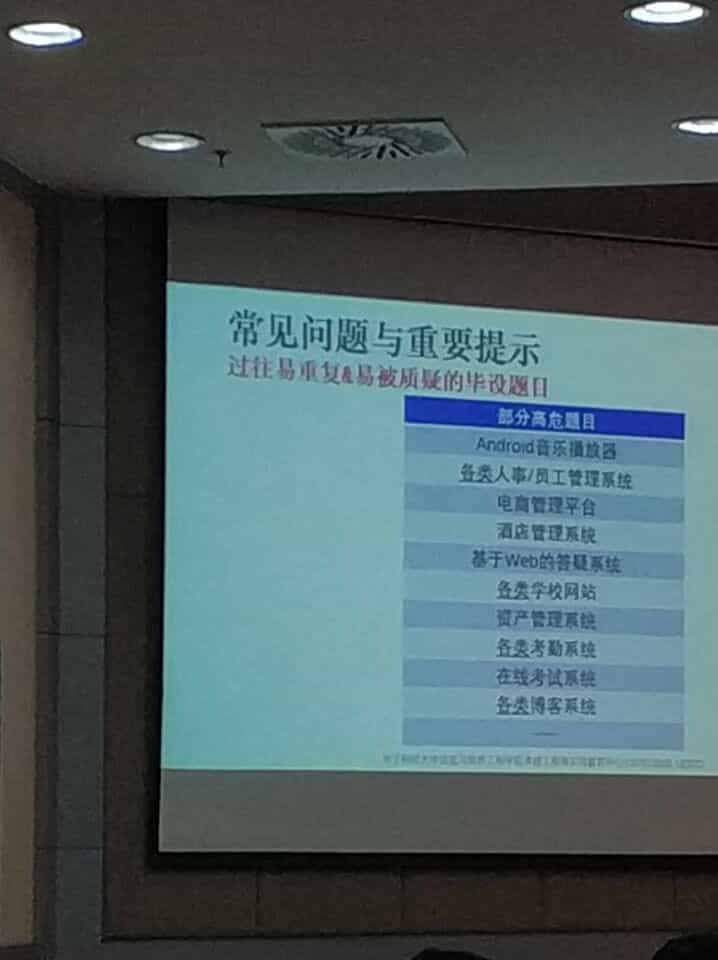 常见问题与重要提示
过往易重复&易被质疑的毕设题目
部分高危题目
Android音乐播放器
各类人事/员工管理系统
电商管理平台
酒店管理系统
基于Web的答疑系统
各类学校网站
资产管理系统
各类考勤系统
在线考试系统
各类博客系统
······